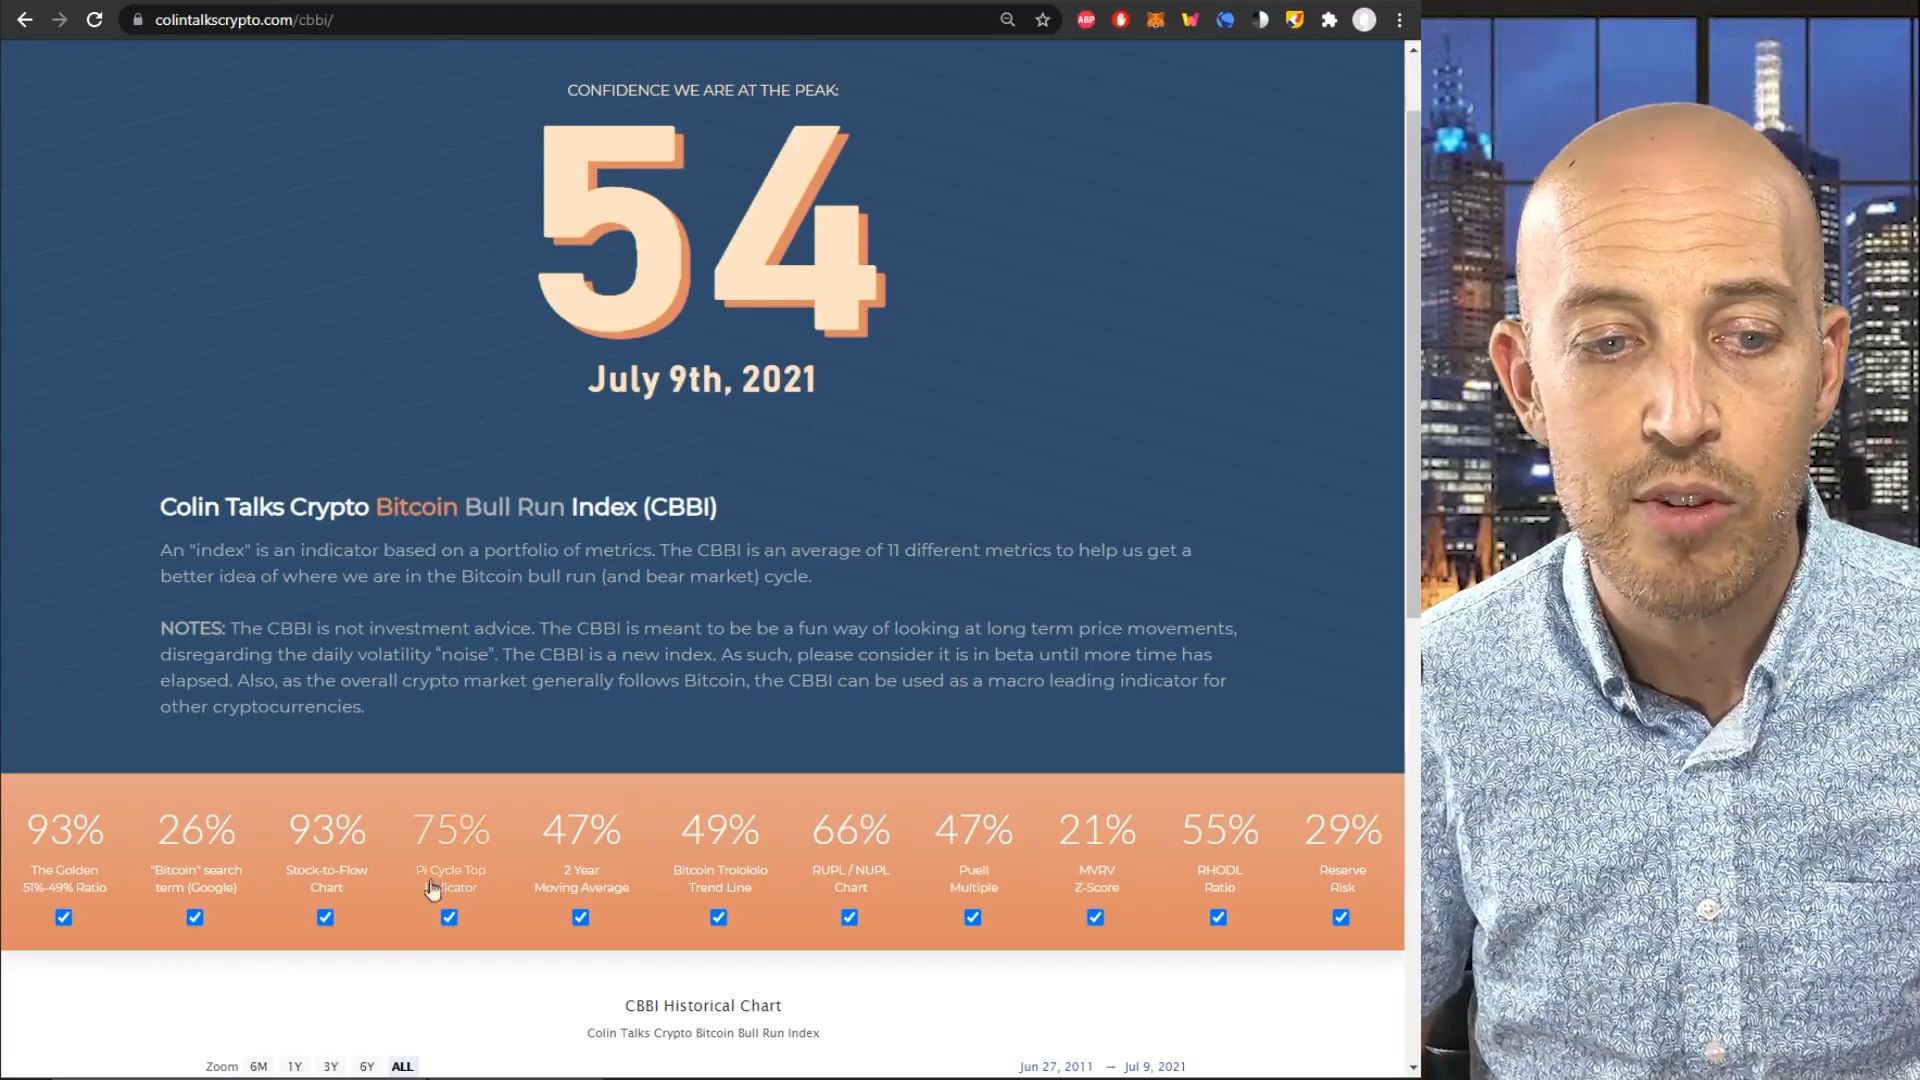 colintalkscrypto.com/cbbi/
ABP
CONFIDENCE WE ARE AT THE PEAK:
54
July 9th, 2021
Colin Talks Crypto Bitcoin Bull Run Index (CBBI)
An "index" is an indicator based on a portfolio of metrics. The CBBI is an average of 11 different metrics to help us get a
better idea of where we are in the Bitcoin bull run (and bear market) cycle.
NOTES: The CBBI is not investment advice. The CBBI is meant to be be a fun way of looking at long term price movements,
disregarding the daily volatility “noise”. The CBBI is a new index. As such, please consider it is in beta until more time has
elapsed. Also, as the overall crypto market generally follows Bitcoin, the CBBI can be used as a macro leading indicator for
other cryptocurrencies.
93% 26% 93% 75% 47% 49% 66% 47% 21% 55% 29%
The Golden "Bitcoin" search Stock-to-Flow Pi Cycle Top 2 Year Bitcoin Trolololo RUPL / NUPL Puell MVRV RHODL Reserve
51%-49% Ratio term (Google) Chart Indicator Moving Average Trend Line Chart Multiple Z-Score Ratio Risk
CBBI Historical Chart
Colin Talks Crypto Bitcoin Bull Run Index
Zoom 6M 1Y 3Y 6Y ALL Jun 27, 2011 — Jul 9, 2021